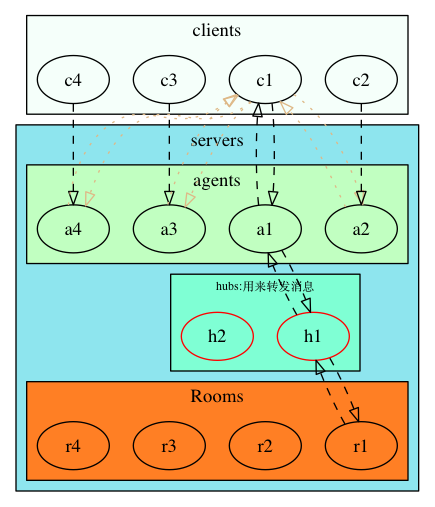 clients
c4 c3 c1 c2
servers
agents
a4 a3 a1 a2
hubs:用来转发消息
h2 h1
Rooms
r4 r3 r2 r1